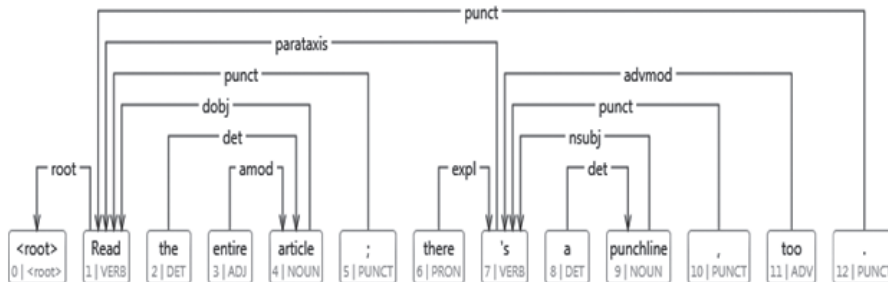 punct
parataxis
punct advmod
dobj punct
det nsubj
root amod expl det
<root> Read the entire article ; there 's a punchline , too .
0 | <root> 1 | VERB 2 | DET 3 | ADJ 4 | NOUN 5 | PUNCT 6 | PRON 7 | VERB 8 | DET 9 | NOUN 10 | PUNCT 11 | ADV 12 | PUNCT